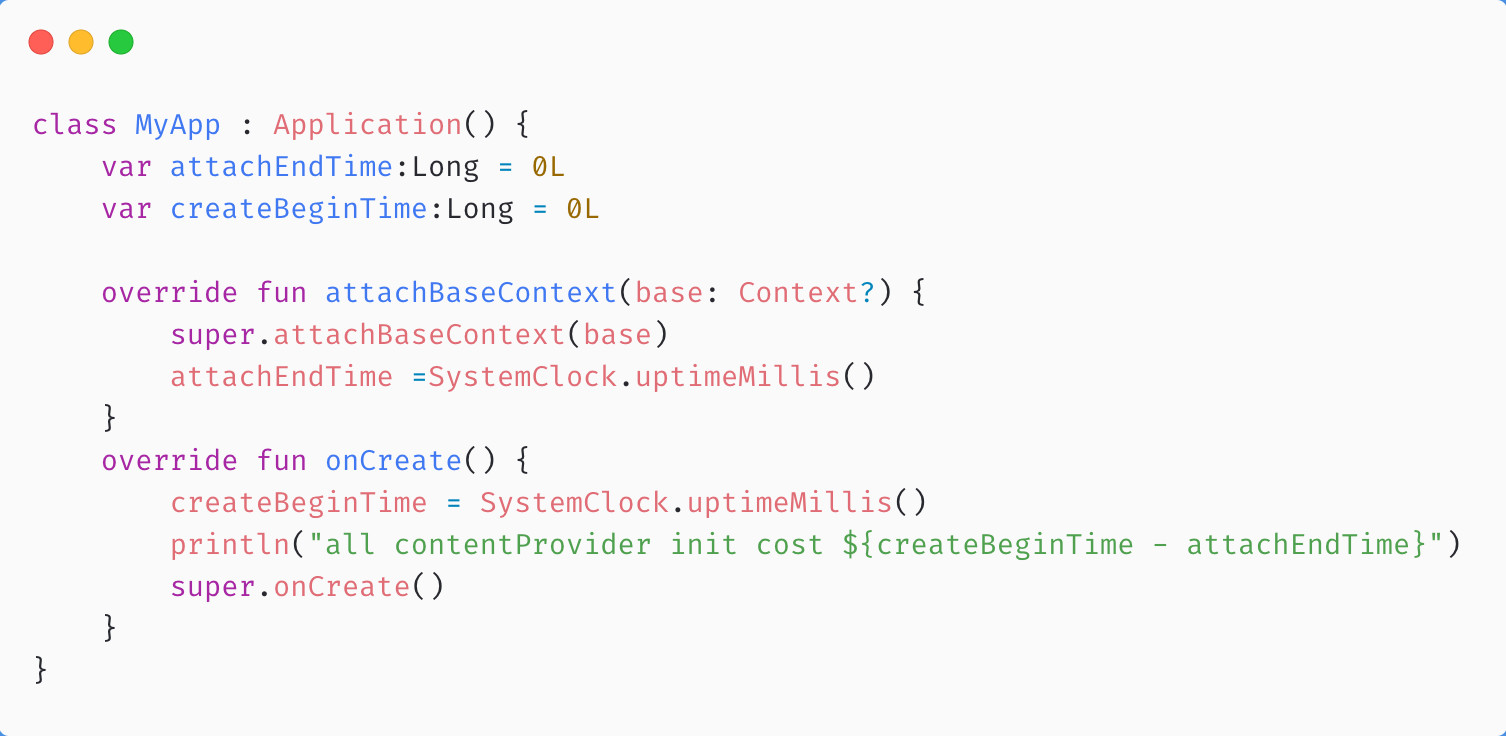 class MyApp : Application() {
    var attachEndTime:Long = 0L
    var createBeginTime:Long = 0L

    override fun attachBaseContext(base: Context?) {
        super.attachBaseContext(base)
        attachEndTime =SystemClock.uptimeMillis()
    }
    override fun onCreate() {
        createBeginTime = SystemClock.uptimeMillis()
        println("all contentProvider init cost ${createBeginTime - attachEndTime}")
        super.onCreate()
    }
}